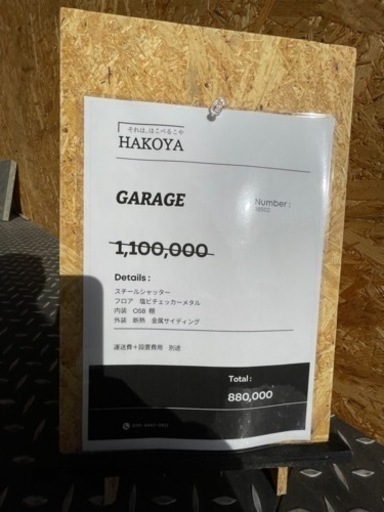 それは、はこべるこや
HAKOYA
GARAGE
Number :
1,100,000
Details :
スチールシャッター
フロア 塩ビチェッカーメタル
内装 OSB 棚
外装 断熱 金属サイディング
運送費＋設置費用 別途
Total :
880,000